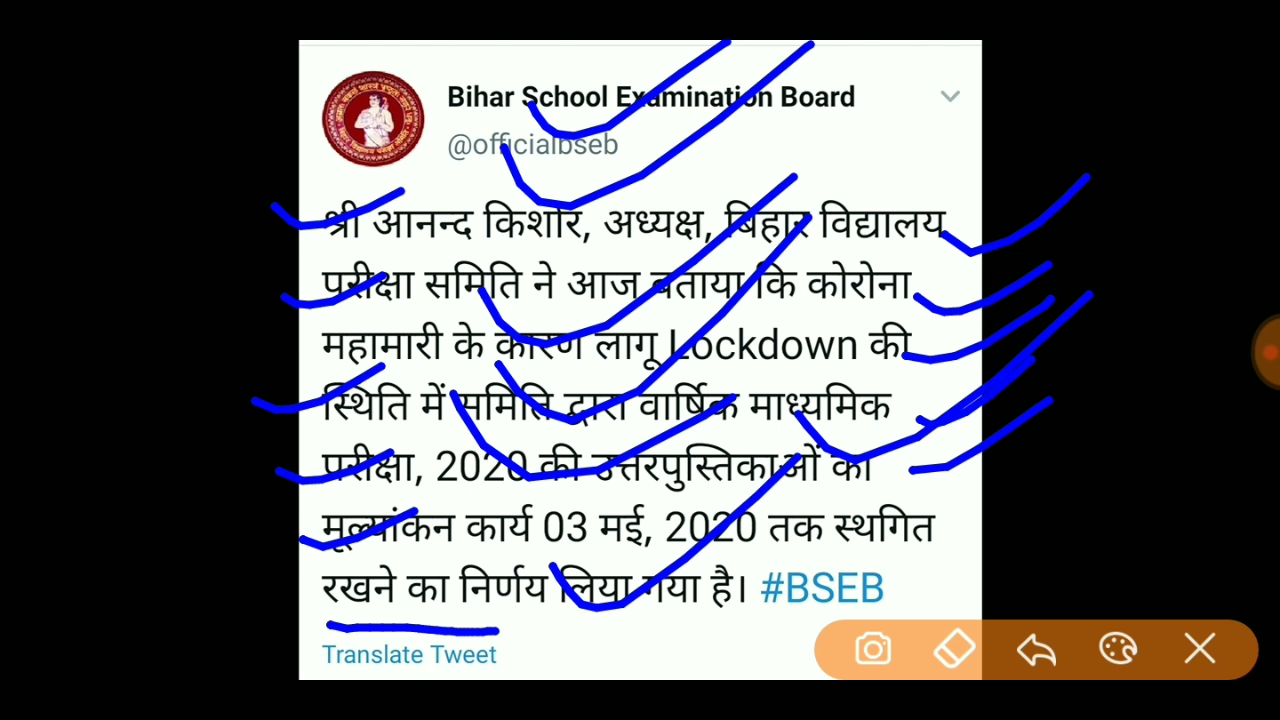 Bihar School Examination Board
@officialbseb
श्री आनन्द किशोर, अध्यक्ष, बिहार विद्यालय
परीक्षा समिति ने आज बताया कि कोरोना
महामारी के कारण लागू Lockdown की
स्थिति में समिति द्वारा वार्षिक माध्यमिक
परीक्षा, 2020 की उत्तरपुस्तिकाओं का
मूल्यांकन कार्य 03 मई, 2020 तक स्थगित
रखने का निर्णय लिया गया है। #BSEB
Translate Tweet